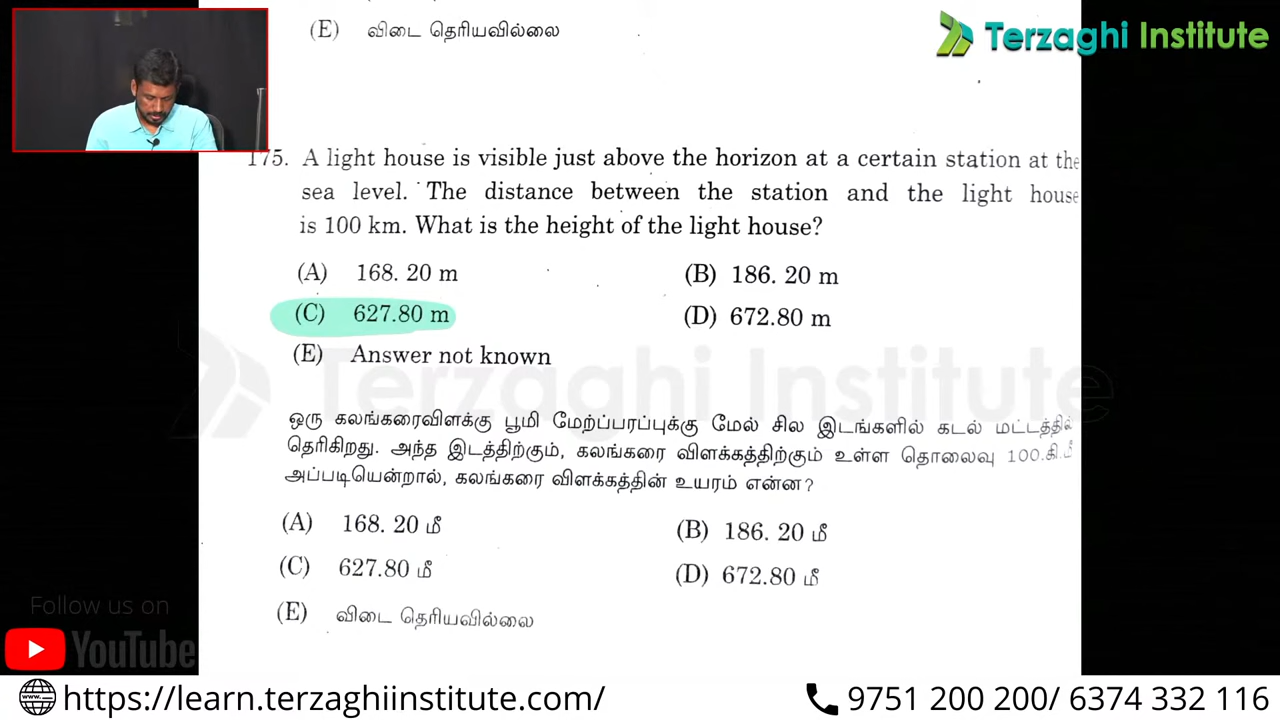 (E) விடை தெரியவில்லை
Terzaghi Institute
175. A light house is visible just above the horizon at a certain station at the
sea level. The distance between the station and the light house
is 100 km. What is the height of the light house?
(A) 168. 20 m (B) 186. 20 m
(C) 627.80 m (D) 672.80 m
(E) Answer not known
Terzaghi Institute
ஒரு கலங்கரைவிளக்கு பூமி மேற்ப்பரப்புக்கு மேல் சில இடங்களில் கடல் மட்டத்தில்
தெரிகிறது. அந்த இடத்திற்கும், கலங்கரை விளக்கத்திற்கும் உள்ள தொலைவு 100.கி.மீ
அப்படியென்றால், கலங்கரை விளக்கத்தின் உயரம் என்ன?
(A) 168. 20 மீ (B) 186. 20 மீ
(C) 627.80 மீ (D) 672.80 மீ
(E) விடை தெரியவில்லை
Follow us on
YouTube
https://learn.terzaghiinstitute.com/ 9751 200 200/ 6374 332 116